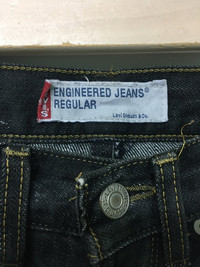 ENGINEERED JEANS®
REGULAR
Levi Strauss & Co.